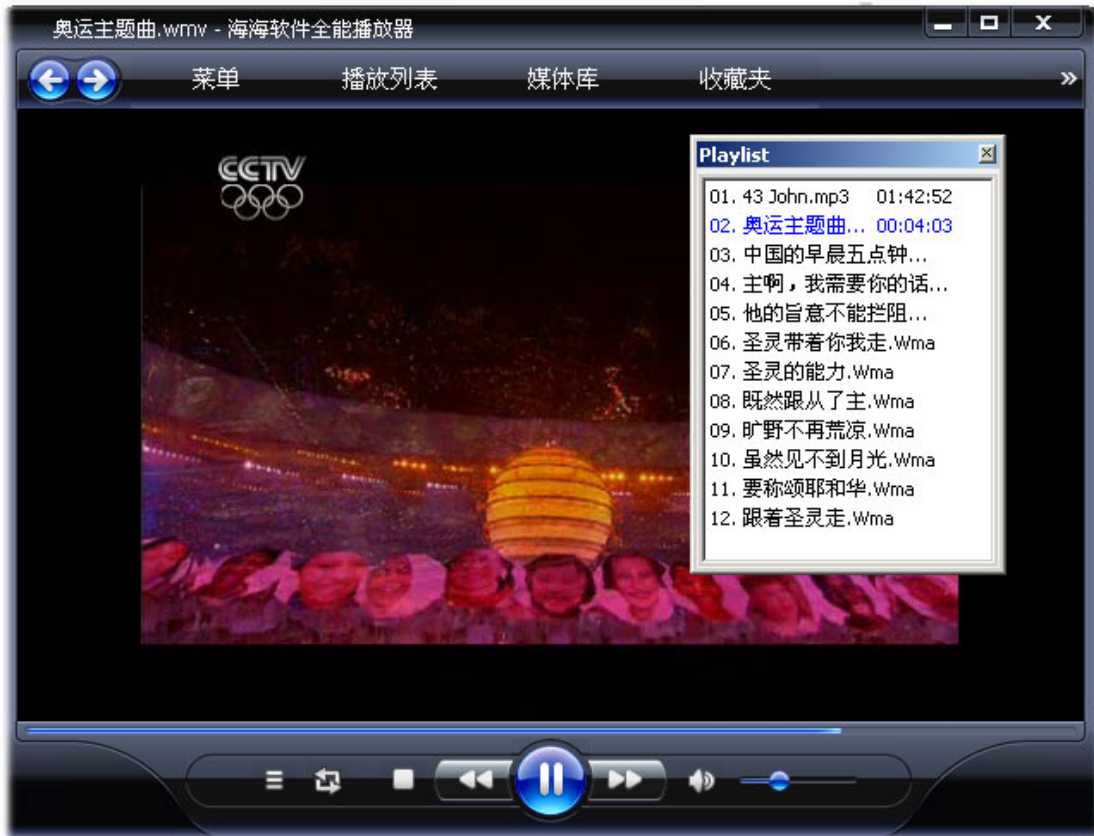 奥运主题曲.wmv - 海海软件全能播放器
菜单 播放列表 媒体库 收藏夹
CCTV
Playlist
01. 43 John.mp3 01:42:52
02. 奥运主题曲... 00:04:03
03. 中国的早晨五点钟...
04. 主啊，我需要你的话...
05. 他的旨意不能拦阻...
06. 圣灵带着你我走.Wma
07. 圣灵的能力.Wma
08. 既然跟从了主.Wma
09. 旷野不再荒凉.Wma
10. 虽然见不到月光.Wma
11. 要称颂耶和华.Wma
12. 跟着圣灵走.Wma